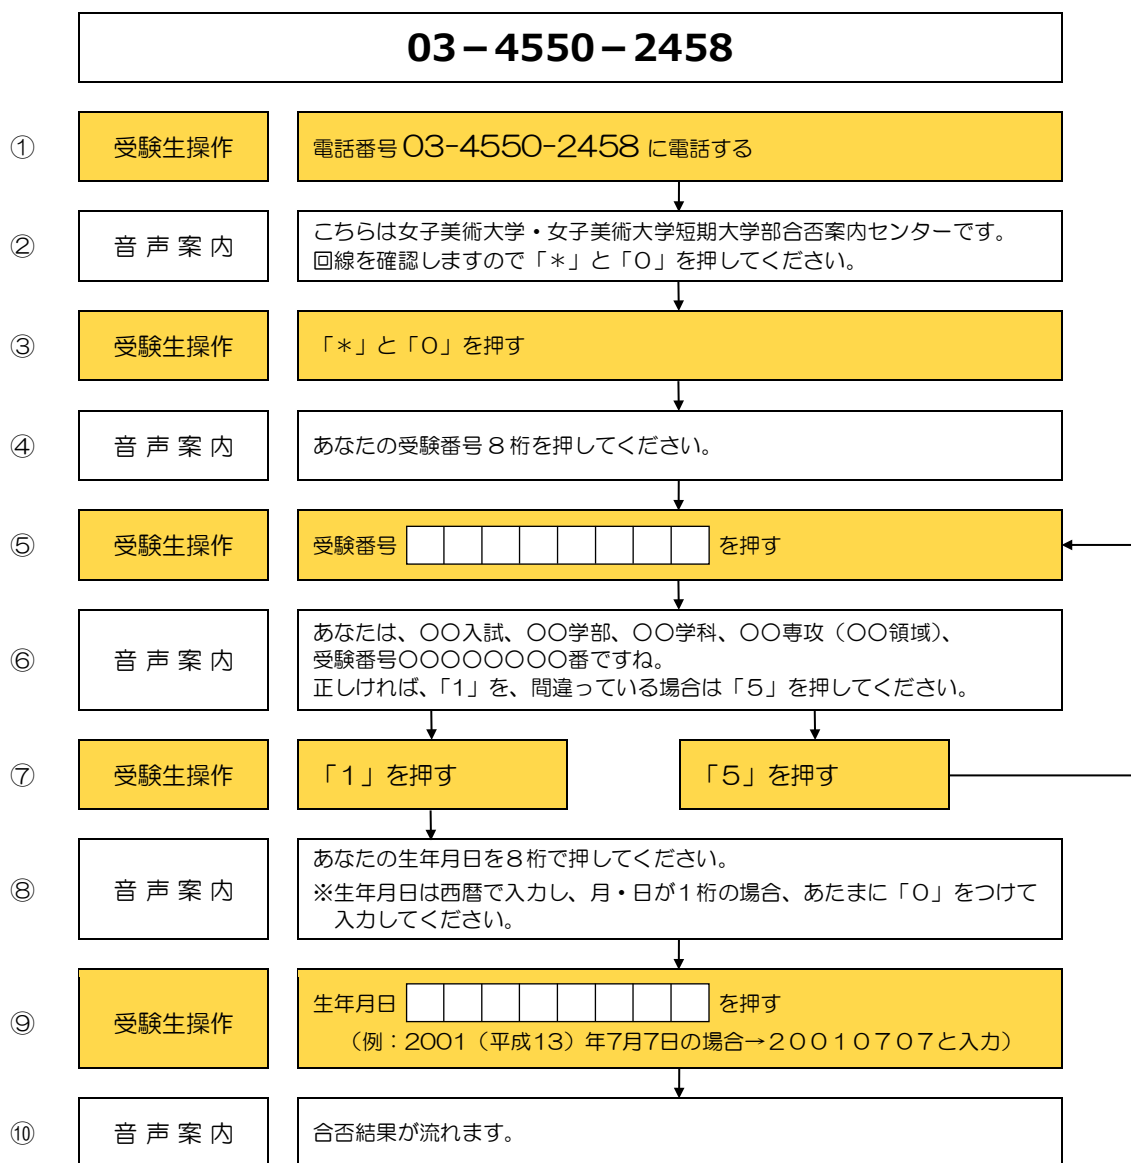 03－4550－2458
① 受験生操作 電話番号 03-4550-2458 に電話する
② 音 声 案 内 こちらは女子美術大学・女子美術大学短期大学部合否案内センターです。
回線を確認しますので「＊」と「０」を押してください。
③ 受験生操作 「＊」と「０」を押す
④ 音 声 案 内 あなたの受験番号 8 桁を押してください。
⑤ 受験生操作 受験番号 を押す
⑥ 音 声 案 内 あなたは、〇〇入試、〇〇学部、〇〇学科、〇〇専攻（〇〇領域）、
受験番号〇〇〇〇〇〇〇〇番ですね。
正しければ、「１」を、間違っている場合は「５」を押してください。
⑦ 受験生操作 「１」を押す 「５」を押す
⑧ 音 声 案 内 あなたの生年月日を８桁で押してください。
※生年月日は西暦で入力し、月・日が１桁の場合、あたまに「０」をつけて
入力してください。
⑨ 受験生操作 生年月日 を押す
（例：2001（平成13）年7月7日の場合→２００１０７０７と入力）
⑩ 音 声 案 内 合否結果が流れます。